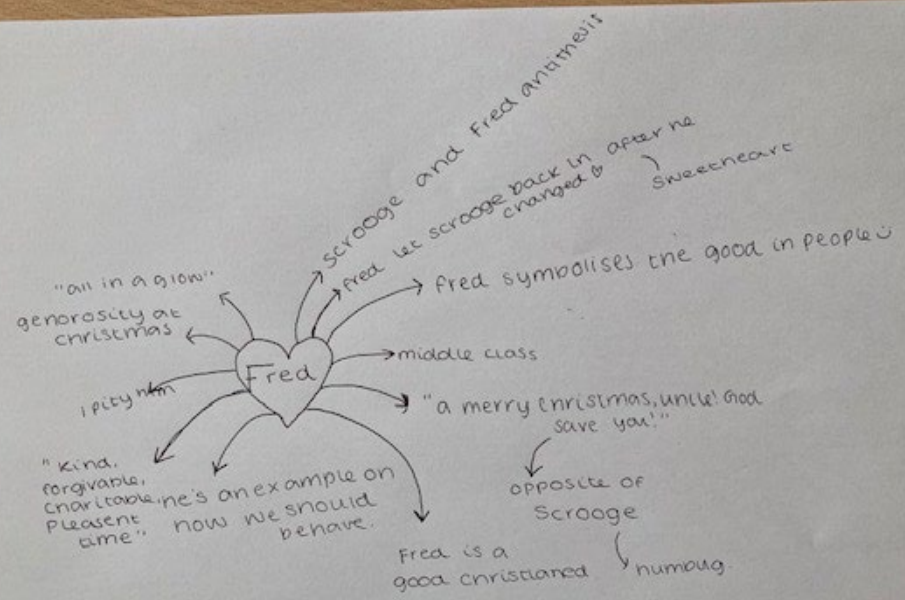 scrooge and Fred antithesis
fred let scrooge back in after he
changed
sweetheart
fred symbolises the good in people
"all in a glow"
generosity at
christmas
Fred
middle class
i pity him
"a merry christmas, uncle! God
save you!"
"kind,
forgivable,
charitable,
pleasent
time"
he's an example on
how we should
behave.
opposite of
Scrooge
humbug.
Fred is a
good christianed